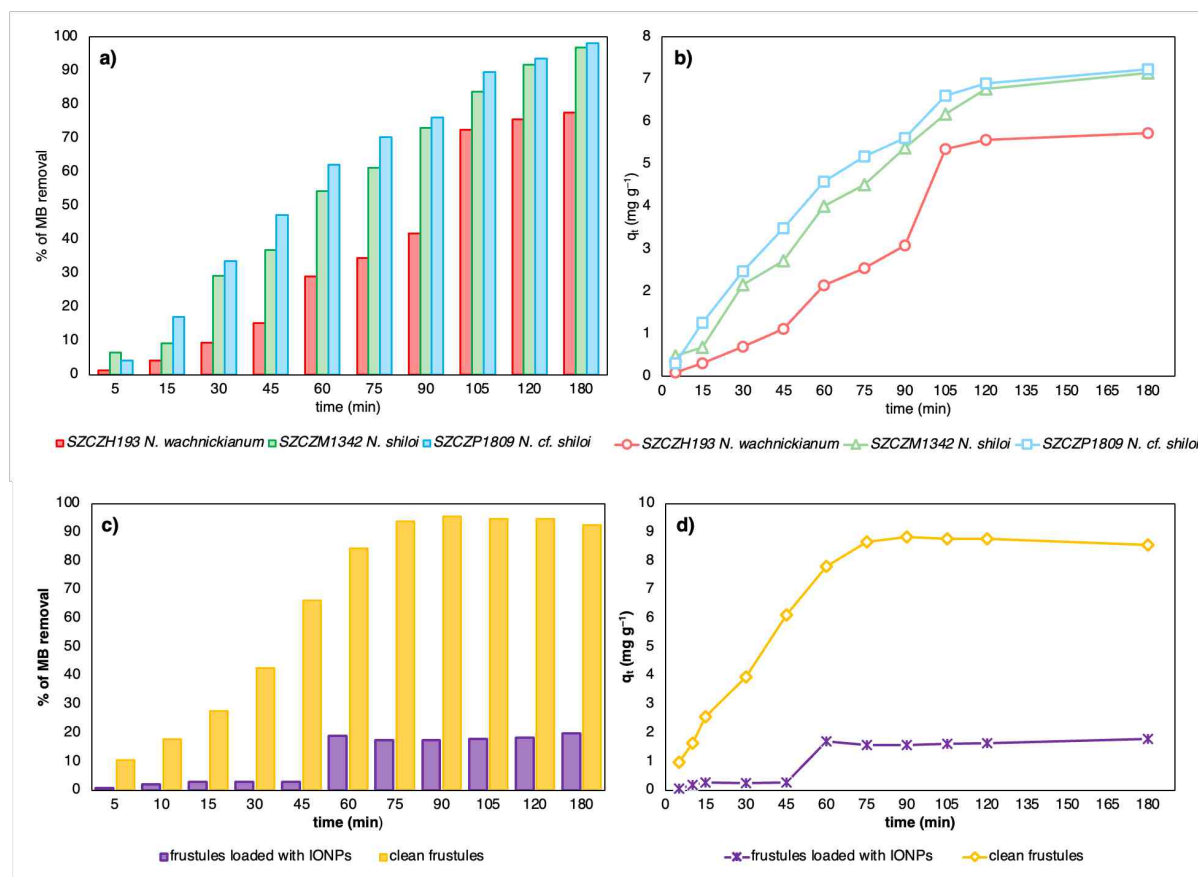 a)
% of MB removal
100
90
80
70
60
50
40
30
20
10
0
5 15 30 45 60 75 90 105 120 180
time (min)
SZCZH193 N. wachnickianum SZCZM1342 N. shiloi SZCZP1809 N. cf. shiloi
b)
qt (mg g⁻¹)
8
7
6
5
4
3
2
1
0
0 15 30 45 60 75 90 105 120 135 150 165 180
time (min)
SZCZH193 N. wachnickianum SZCZM1342 N. shiloi SZCZP1809 N. cf. shiloi
c)
% of MB removal
100
90
80
70
60
50
40
30
20
10
0
5 10 15 30 45 60 75 90 105 120 180
time (min)
frustules loaded with IONPs clean frustules
d)
qt (mg g⁻¹)
10
9
8
7
6
5
4
3
2
1
0
0 15 30 45 60 75 90 105 120 135 150 165 180
time (min)
frustules loaded with IONPs clean frustules